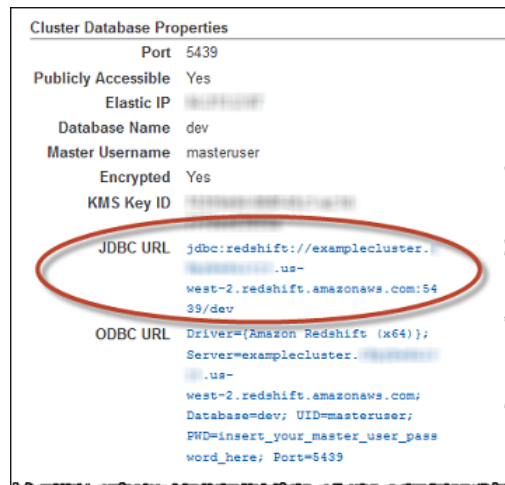 Cluster Database Properties
Port 5439
Publicly Accessible Yes
Elastic IP
Database Name dev
Master Username masteruser
Encrypted Yes
KMS Key ID
JDBC URL jdbc:redshift://examplecluster.
.us-
west-2.redshift.amazonaws.com:54
39/dev
ODBC URL Driver={Amazon Redshift (x64)};
Server=examplecluster.
.us-
west-2.redshift.amazonaws.com;
Database=dev; UID=masteruser;
PWD=insert_your_master_user_pass
word_here; Port=5439